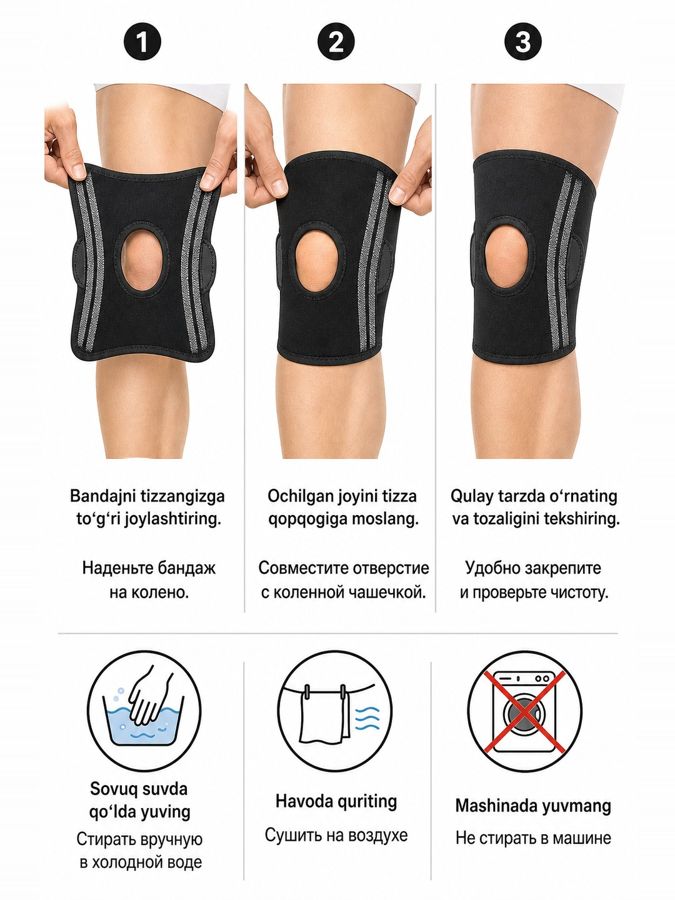 1
2
3
Bandajni tizzangizga
to‘g‘ri joylashtiring.
Наденьте бандаж
на колено.
Ochilgan joyini tizza
qopqogiga moslang.
Совместите отверстие
с коленной чашечкой.
Qulay tarzda o‘rnating
va tozaligini tekshiring.
Удобно закрепите
и проверьте чистоту.
Sovuq suvda
qo‘lda yuving
Стирать вручную
в холодной воде
Havoda quriting
Сушить на воздухе
Mashinada yuvmang
Не стирать в машине